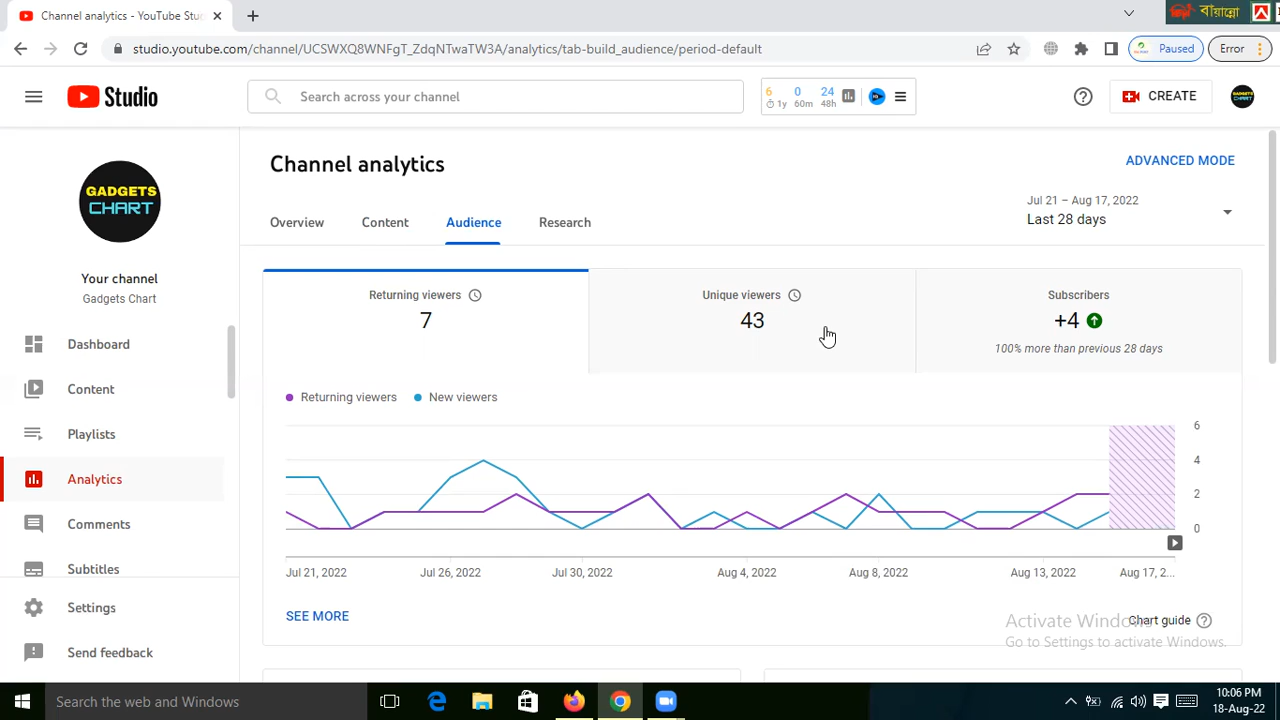 Channel analytics - YouTube Stu
বায়ান্নো
studio.youtube.com/channel/UCSWXQ8WNFgT_ZdqNTwaTW3A/analytics/tab-build_audience/period-default
Paused
Error
Studio
Search across your channel
6 0 24
1y 60m 48h
CREATE
GADGETS
CHART
GADGETS
CHART
Your channel
Gadgets Chart
Dashboard
Content
Playlists
Analytics
Comments
Subtitles
Settings
Send feedback
Channel analytics
ADVANCED MODE
Jul 21 – Aug 17, 2022
Last 28 days
Overview Content Audience Research
Returning viewers
7
Unique viewers
43
Subscribers
+4
100% more than previous 28 days
Returning viewers New viewers
6
4
2
0
Jul 21, 2022 Jul 26, 2022 Jul 30, 2022 Aug 4, 2022 Aug 8, 2022 Aug 13, 2022 Aug 17, 2...
SEE MORE
Chart guide
Activate Windows
Go to Settings to activate Windows.
Search the web and Windows
10:06 PM
18-Aug-22